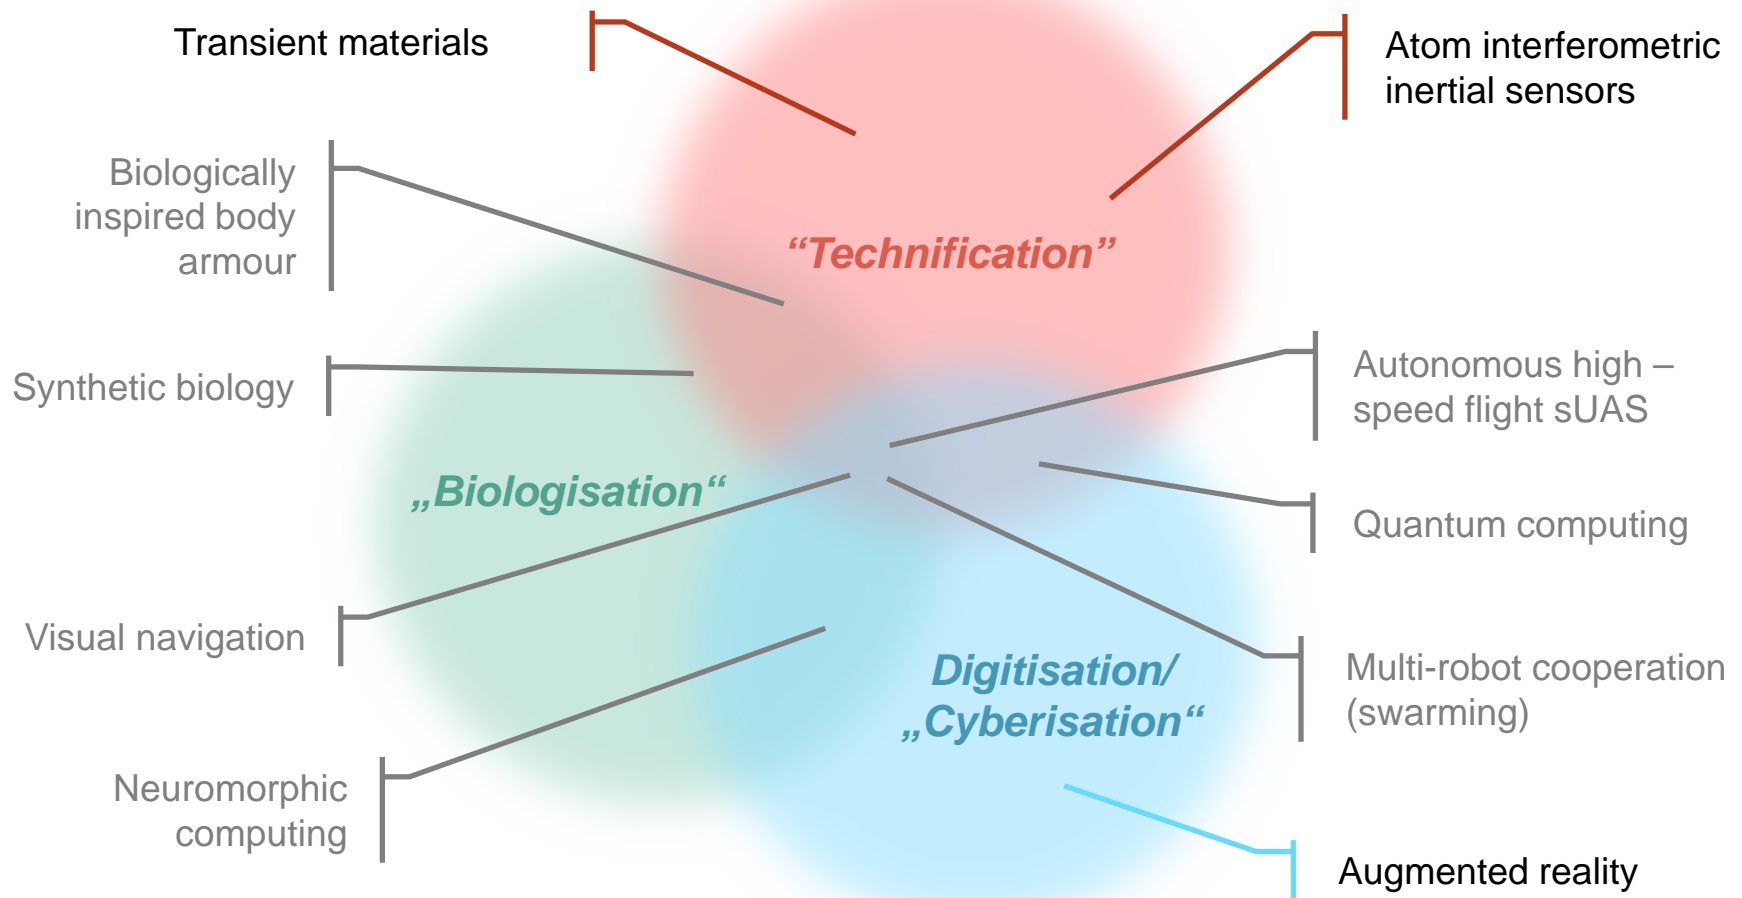 Transient materials
Atom interferometric
inertial sensors
Biologically
inspired body
armour
“Technification”
Synthetic biology
Autonomous high –
speed flight sUAS
„Biologisation“
Quantum computing
Visual navigation
Digitisation/
„Cyberisation“
Multi-robot cooperation
(swarming)
Neuromorphic
computing
Augmented reality